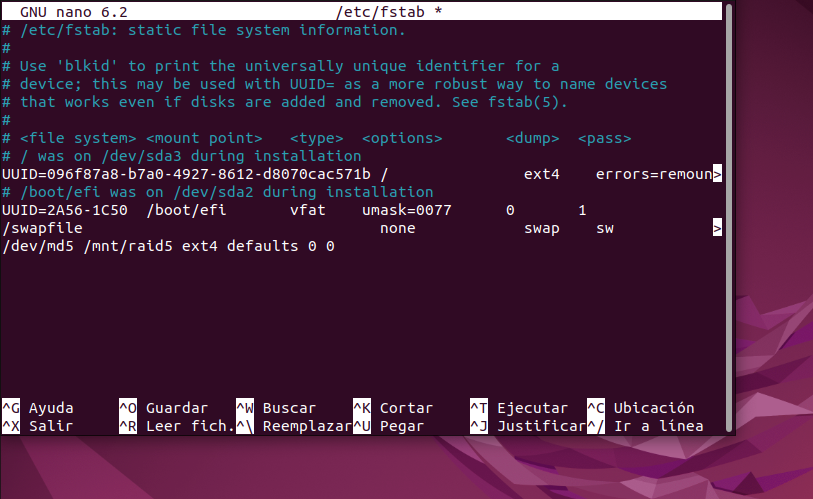 GNU nano 6.2 /etc/fstab *
# /etc/fstab: static file system information.
#
# Use 'blkid' to print the universally unique identifier for a
# device; this may be used with UUID= as a more robust way to name devices
# that works even if disks are added and removed. See fstab(5).
#
# <file system> <mount point>   <type>  <options>       <dump>  <pass>
# / was on /dev/sda3 during installation
UUID=096f87a8-b7a0-4927-8612-d8070cac571b /               ext4    errors=remoun>
# /boot/efi was on /dev/sda2 during installation
UUID=2A56-1C50  /boot/efi       vfat    umask=0077      0       1
/swapfile                                 none            swap    sw            >
/dev/md5 /mnt/raid5 ext4 defaults 0 0
^G Ayuda ^O Guardar ^W Buscar ^K Cortar ^T Ejecutar ^C Ubicación
^X Salir ^R Leer fich. ^\ Reemplazar ^U Pegar ^J Justificar ^/ Ir a línea